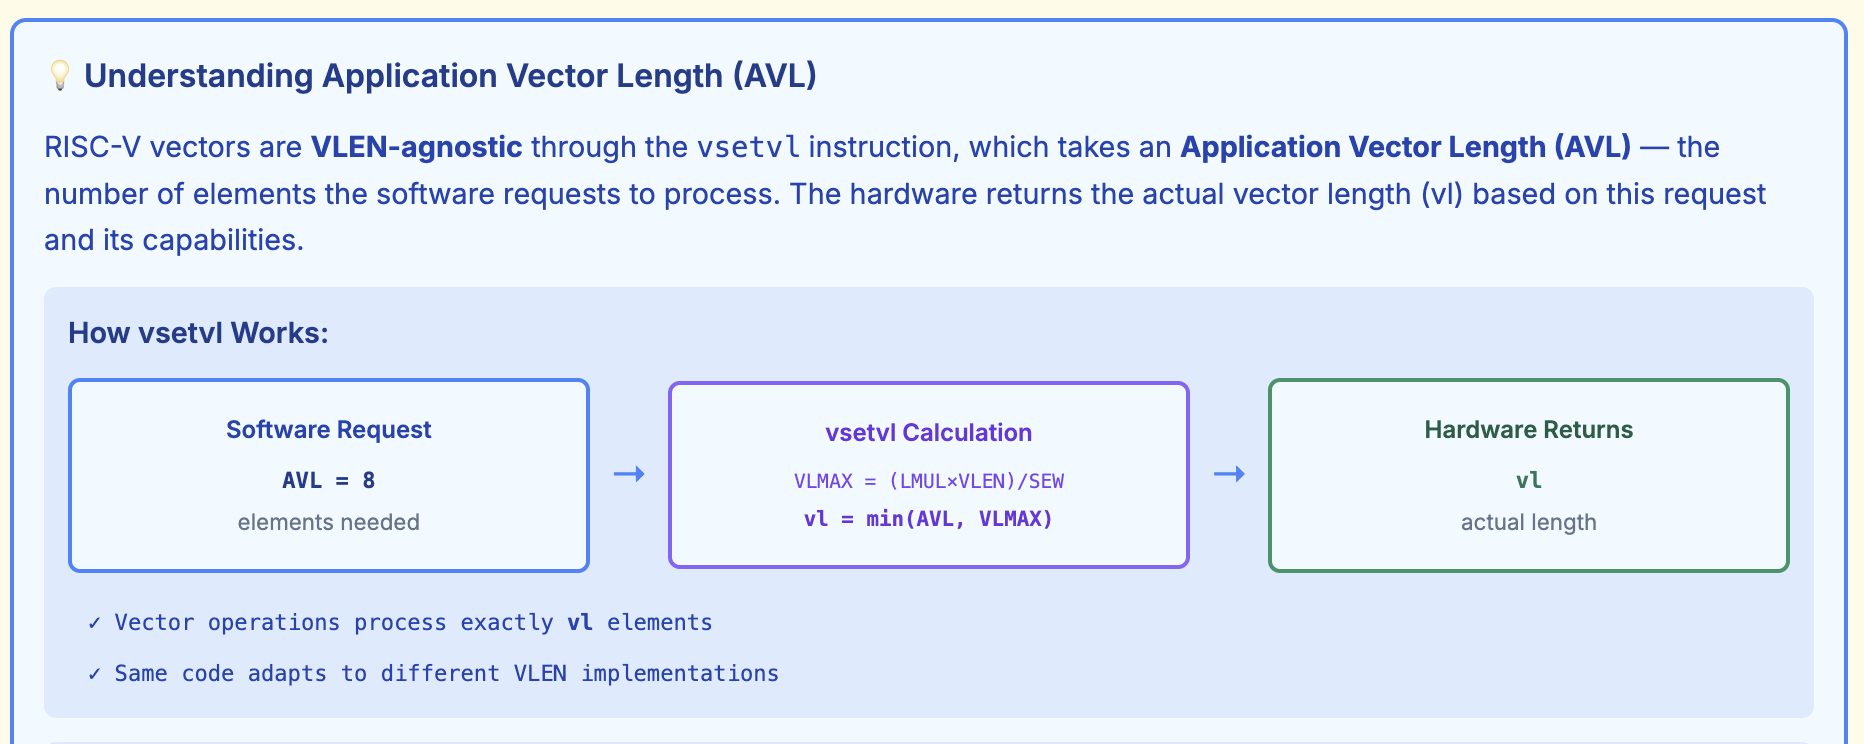 💡 Understanding Application Vector Length (AVL)
RISC-V vectors are VLEN-agnostic through the vsetvl instruction, which takes an Application Vector Length (AVL) — the
number of elements the software requests to process. The hardware returns the actual vector length (vl) based on this request
and its capabilities.
How vsetvl Works:
Software Request
AVL = 8
elements needed
→
vsetvl Calculation
VLMAX = (LMUL×VLEN)/SEW
vl = min(AVL, VLMAX)
→
Hardware Returns
vl
actual length
✓ Vector operations process exactly vl elements
✓ Same code adapts to different VLEN implementations